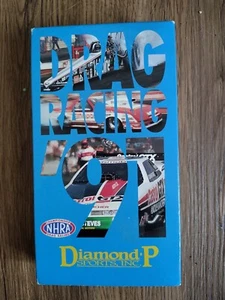 DRAG
RACING
'91
NHRA
Diamond·P
SPORTS, INC.